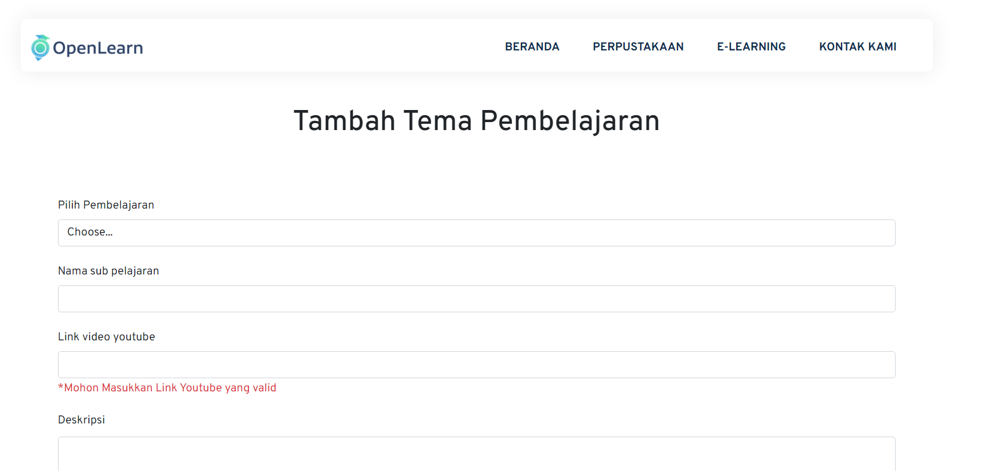 OpenLearn
BERANDA PERPUSTAKAAN E-LEARNING KONTAK KAMI
Tambah Tema Pembelajaran
Pilih Pembelajaran
Choose...
Nama sub pelajaran
Link video youtube
*Mohon Masukkan Link Youtube yang valid
Deskripsi